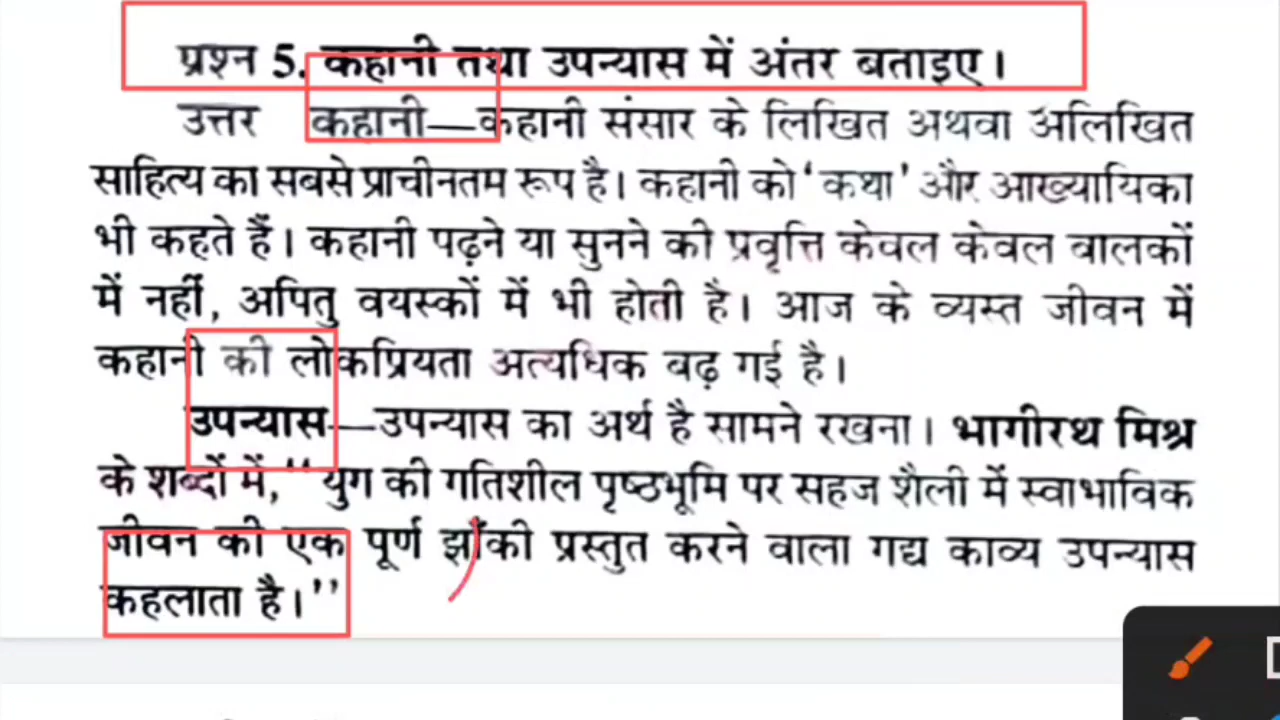 प्रश्न 5. कहानी तथा उपन्यास में अंतर बताइए।
उत्तर कहानी—कहानी संसार के लिखित अथवा अलिखित
साहित्य का सबसे प्राचीनतम रूप है। कहानी को ‘कथा’ और आख्यायिका
भी कहते हैं। कहानी पढ़ने या सुनने की प्रवृत्ति केवल केवल बालकों
में नहीं, अपितु वयस्कों में भी होती है। आज के व्यस्त जीवन में
कहानी की लोकप्रियता अत्यधिक बढ़ गई है।
उपन्यास—उपन्यास का अर्थ है सामने रखना। भागीरथ मिश्र
के शब्दों में, ‘‘युग की गतिशील पृष्ठभूमि पर सहज शैली में स्वाभाविक
जीवन की एक पूर्ण झाँकी प्रस्तुत करने वाला गद्य काव्य उपन्यास
कहलाता है।’’